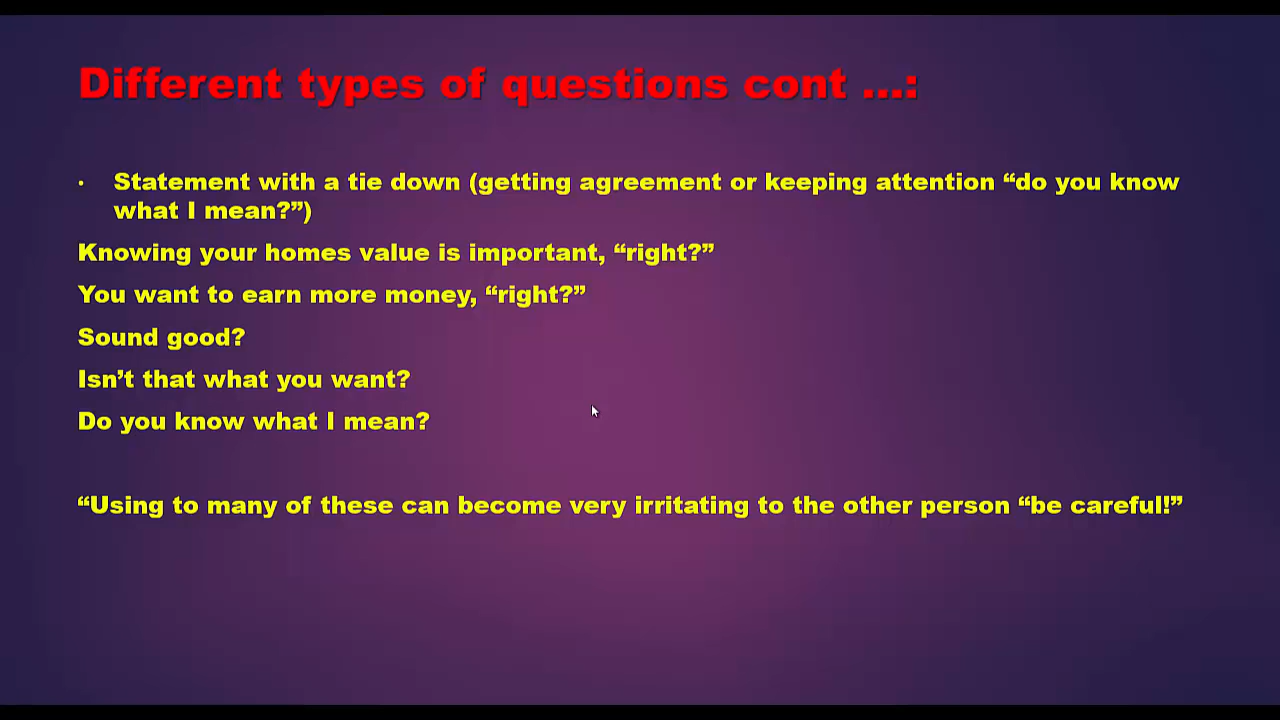 Different types of questions cont ...:
· Statement with a tie down (getting agreement or keeping attention “do you know
what I mean?”)
Knowing your homes value is important, “right?”
You want to earn more money, “right?”
Sound good?
Isn’t that what you want?
Do you know what I mean?
“Using to many of these can become very irritating to the other person “be careful!”